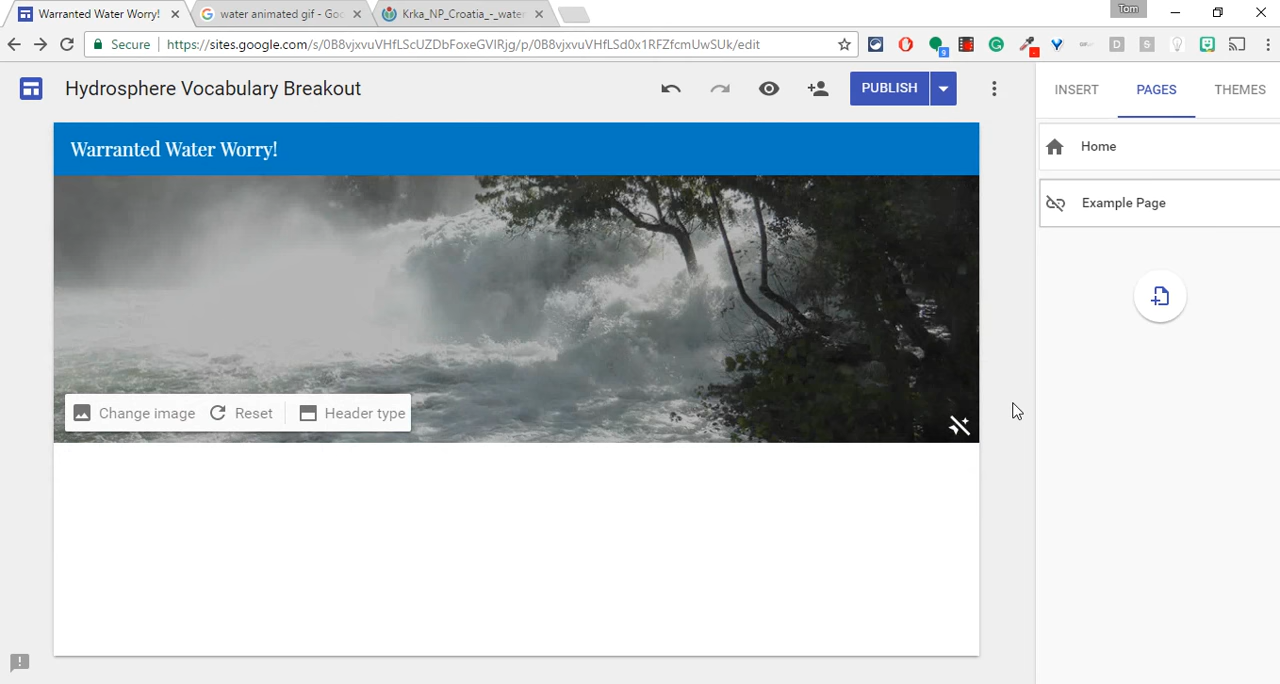 Warranted Water Worry!
water animated gif - Goo
Krka_NP_Croatia_-_water
Tom
Secure
https://sites.google.com/s/0B8vjxvuVHfLScUZDbFoxeGVIRjg/p/0B8vjxvuVHfLSd0x1RFZfcmUwSUk/edit
9
D
S
Hydrosphere Vocabulary Breakout
PUBLISH
INSERT
PAGES
THEMES
Warranted Water Worry!
Home
Example Page
Change image
Reset
Header type